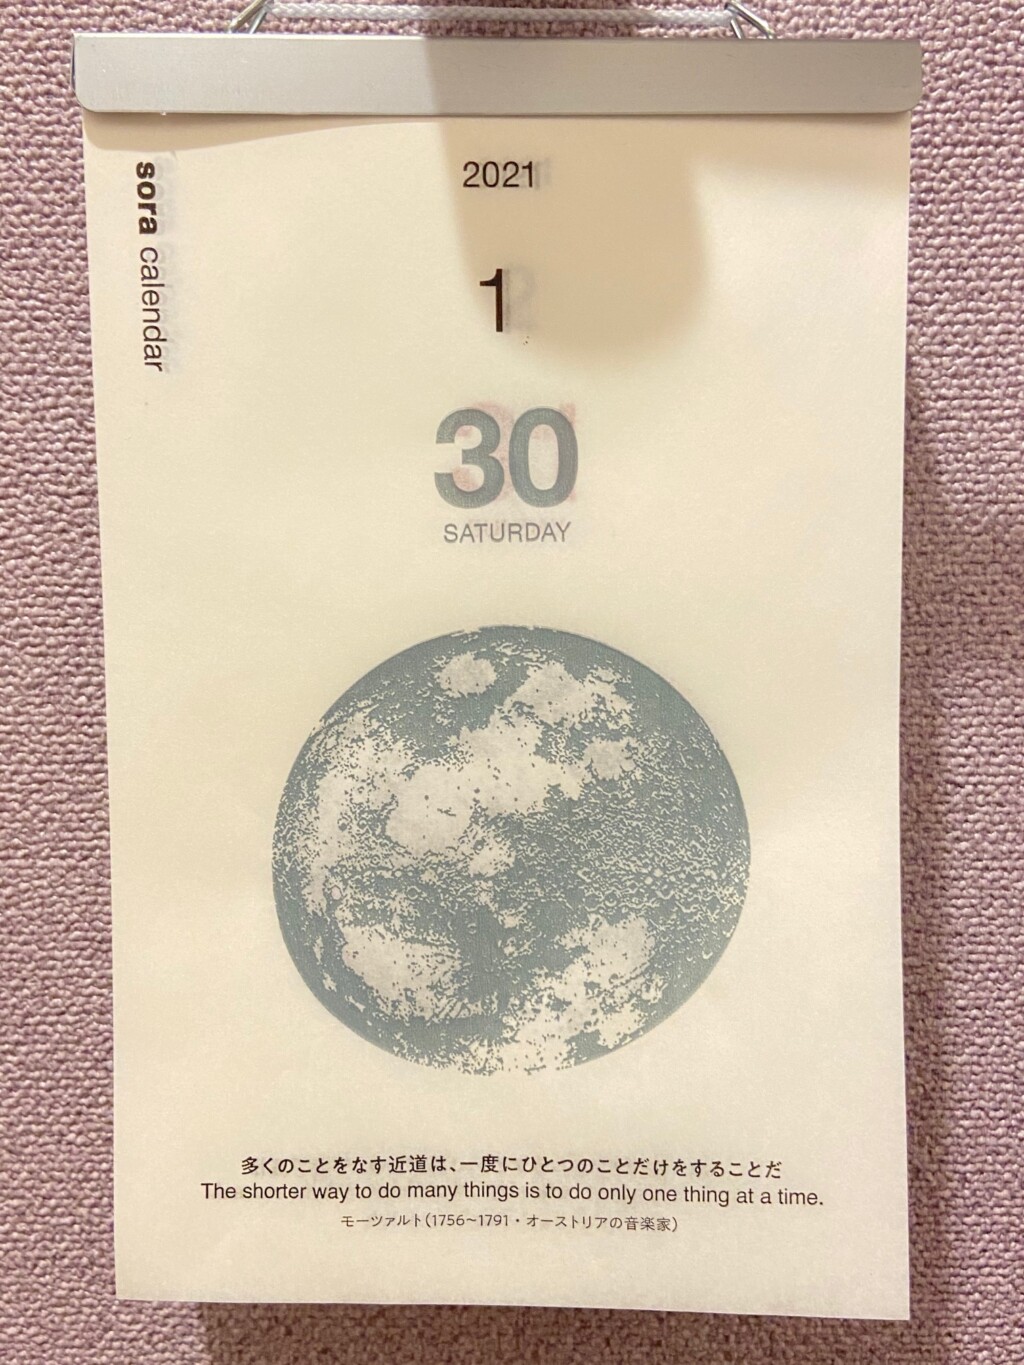 sora calendar
2021
1
30
SATURDAY
多くのことをなす近道は、一度にひとつのことだけをすることだ
The shorter way to do many things is to do only one thing at a time.
モーツァルト(1756~1791・オーストリアの音楽家)